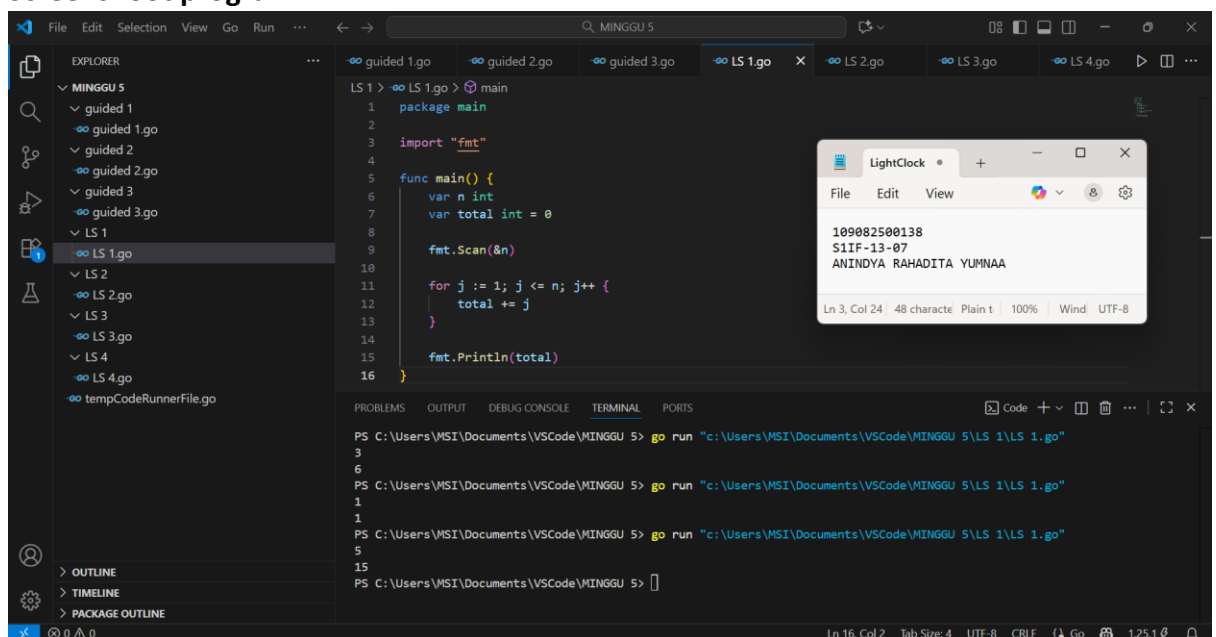 File Edit Selection View Go Run ··· ← → MINGGU 5
EXPLORER ···
MINGGU 5
guided 1
guided 1.go
guided 2
guided 2.go
guided 3
guided 3.go
LS 1
LS 1.go
LS 2
LS 2.go
LS 3
LS 3.go
LS 4
LS 4.go
tempCodeRunnerFile.go
OUTLINE
TIMELINE
PACKAGE OUTLINE
guided 1.go guided 2.go guided 3.go LS 1.go × LS 2.go LS 3.go LS 4.go ···
LS 1 > LS 1.go > main
1 package main
2
3 import "fmt"
4
5 func main() {
6 var n int
7 var total int = 0
8
9 fmt.Scan(&n)
10
11 for j := 1; j <= n; j++ {
12 total += j
13 }
14
15 fmt.Println(total)
16 }
LightClock
File Edit View
109082500138
S1IF-13-07
ANINDYA RAHADITA YUMNAA
Ln 3, Col 24 48 characte Plain t 100% Wind UTF-8
PROBLEMS OUTPUT DEBUG CONSOLE TERMINAL PORTS Code
PS C:\Users\MSI\Documents\VSCode\MINGGU 5> go run "c:\Users\MSI\Documents\VSCode\MINGGU 5\LS 1\LS 1.go"
3
6
PS C:\Users\MSI\Documents\VSCode\MINGGU 5> go run "c:\Users\MSI\Documents\VSCode\MINGGU 5\LS 1\LS 1.go"
1
1
PS C:\Users\MSI\Documents\VSCode\MINGGU 5> go run "c:\Users\MSI\Documents\VSCode\MINGGU 5\LS 1\LS 1.go"
5
15
PS C:\Users\MSI\Documents\VSCode\MINGGU 5>
0 0 Ln 16, Col 2 Tab Size: 4 UTF-8 CRLF Go 1.25.1